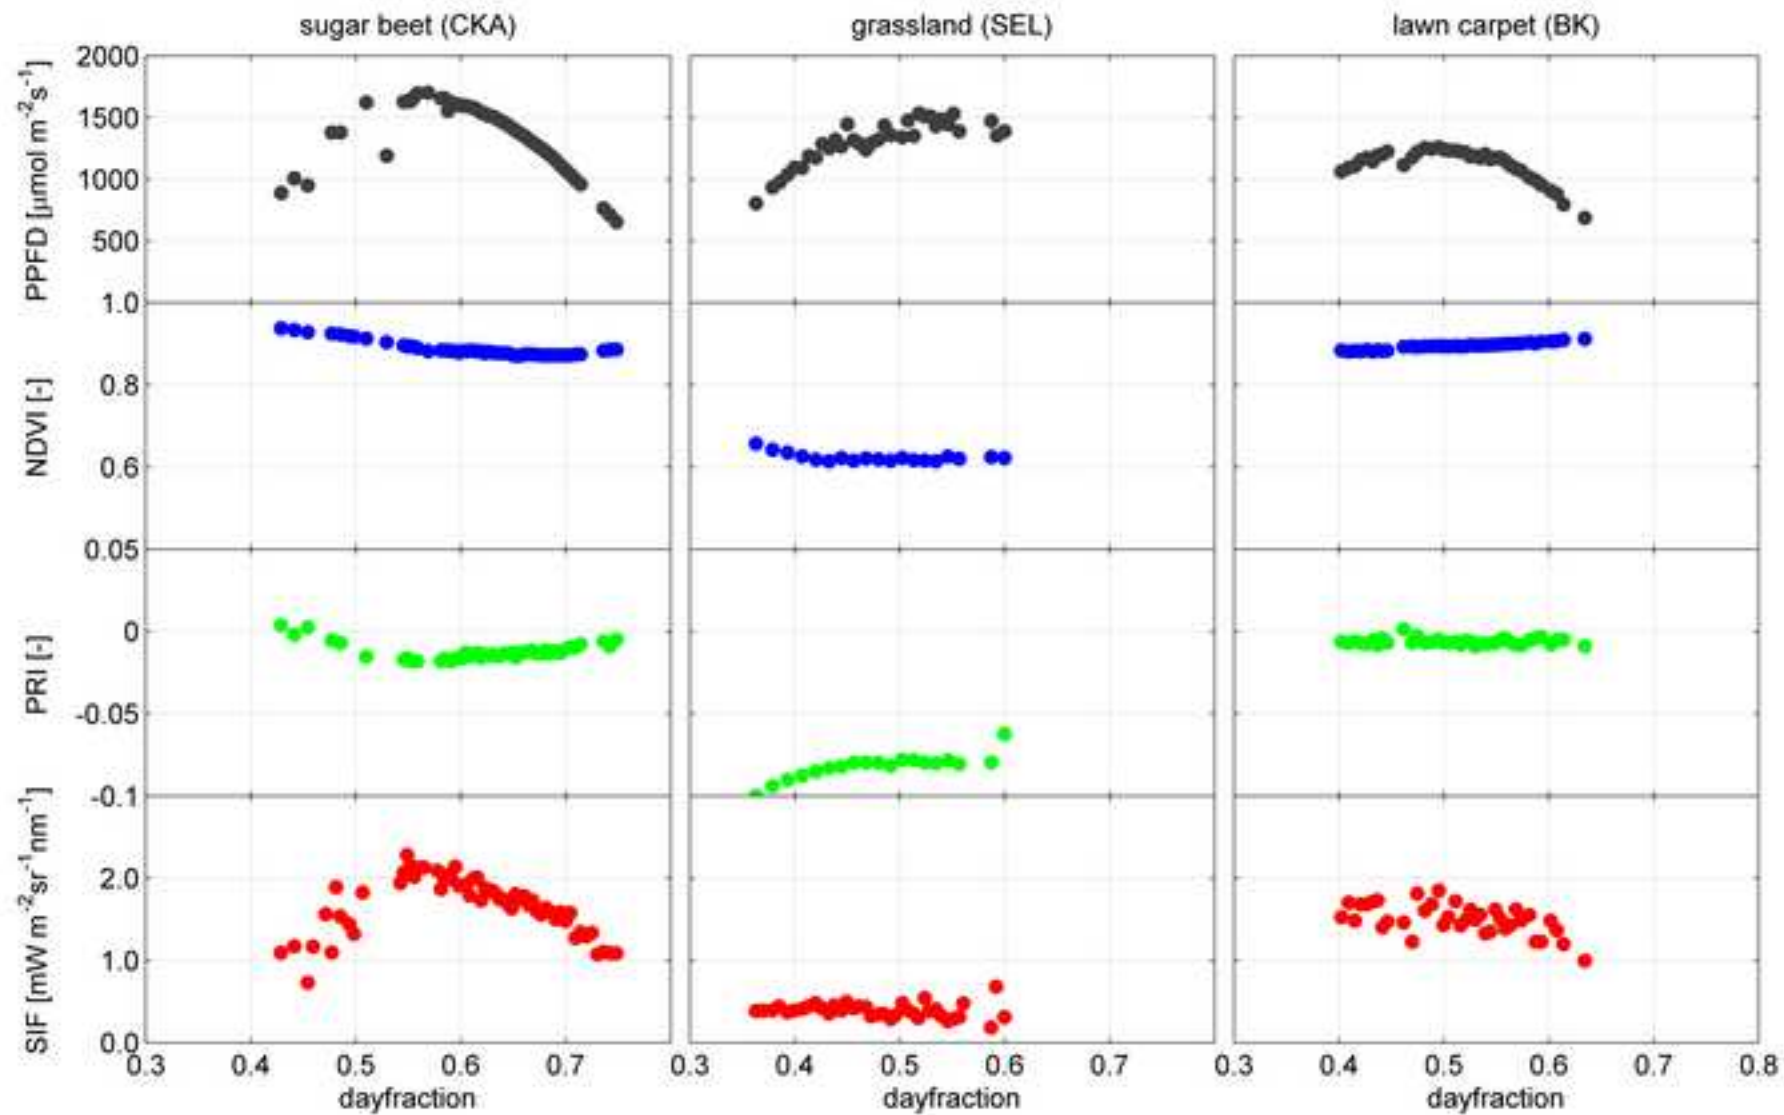 sugar beet (CKA) grassland (SEL) lawn carpet (BK)
PPFD [µmol m⁻²s⁻¹]
2000
1500
1000
500
1.0
NDVI [-]
0.8
0.6
0.05
PRI [-]
0
-0.05
-0.1
SIF [mW m⁻²sr⁻¹nm⁻¹]
2.0
1.0
0.0
0.3 0.4 0.5 0.6 0.7 0.3 0.4 0.5 0.6 0.7 0.3 0.4 0.5 0.6 0.7 0.8
dayfraction dayfraction dayfraction